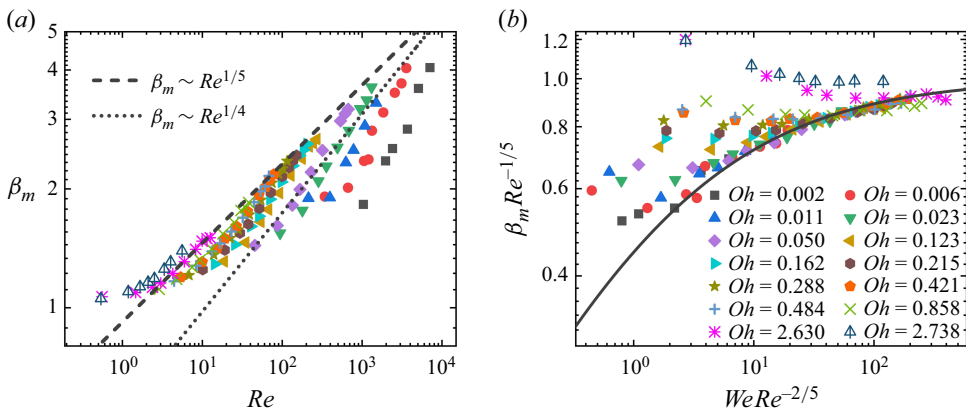 (a)
5
4
3
2
1
β_m
β_m ~ Re^{1/5}
β_m ~ Re^{1/4}
10^0 10^1 10^2 10^3 10^4
Re
(b)
1.2
1.0
0.8
0.6
0.4
β_m Re^{-1/5}
Oh = 0.002 Oh = 0.006
Oh = 0.011 Oh = 0.023
Oh = 0.050 Oh = 0.123
Oh = 0.162 Oh = 0.215
Oh = 0.288 Oh = 0.421
Oh = 0.484 Oh = 0.858
Oh = 2.630 Oh = 2.738
10^0 10^1 10^2
WeRe^{-2/5}